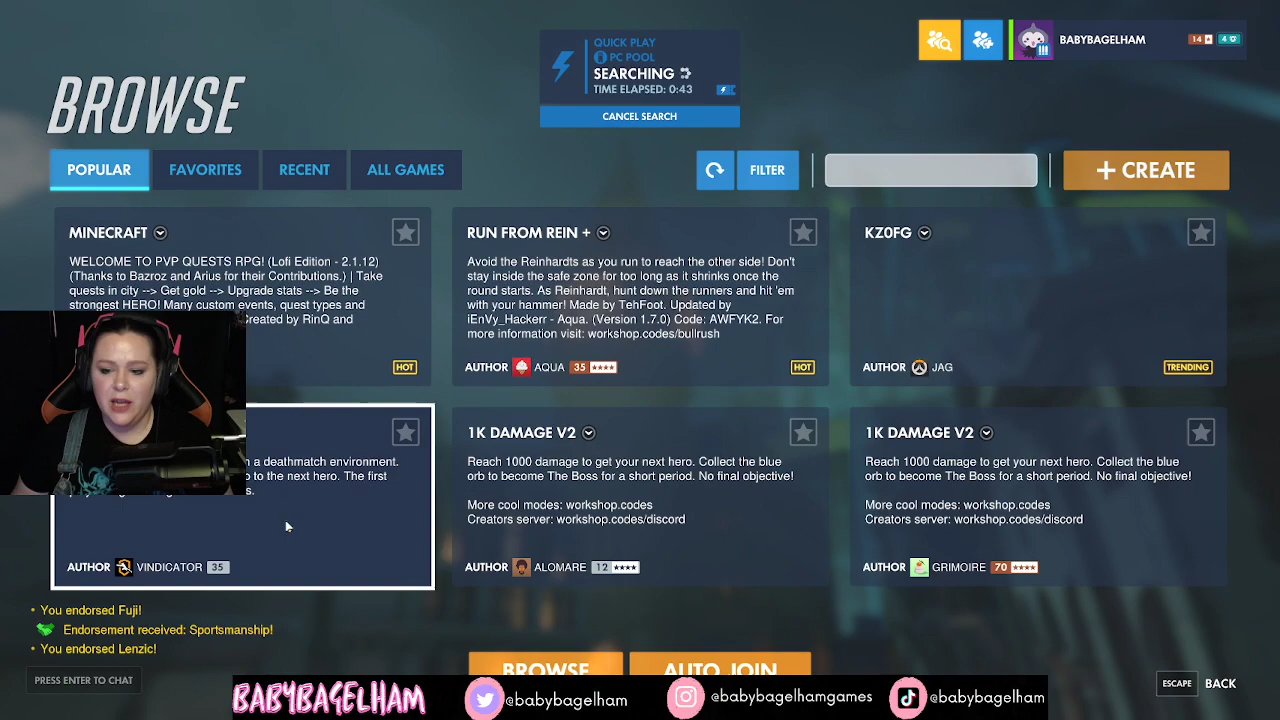 QUICK PLAY
PC POOL
SEARCHING
TIME ELAPSED: 0:43
CANCEL SEARCH
BABYBAGELHAM
14
4
BROWSE
POPULAR
FAVORITES
RECENT
ALL GAMES
FILTER
+ CREATE
MINECRAFT
WELCOME TO PVP QUESTS RPG! (Lofi Edition - 2.1.12)
(Thanks to Bazroz and Arius for their Contributions.) | Take
quests in city --> Get gold --> Upgrade stats --> Be the
strongest HERO! Many custom events, quest types and
Created by RinQ and
HOT
RUN FROM REIN +
Avoid the Reinhardts as you run to reach the other side! Don't
stay inside the safe zone for too long as it shrinks once the
round starts. As Reinhardt, hunt down the runners and hit 'em
with your hammer! Made by TehFoot. Updated by
iEnVy_Hackerr - Aqua. (Version 1.7.0) Code: AWFYK2. For
more information visit: workshop.codes/bullrush
AUTHOR AQUA 35
HOT
KZ0FG
AUTHOR JAG
TRENDING
a deathmatch environment.
to the next hero. The first
AUTHOR VINDICATOR 35
1K DAMAGE V2
Reach 1000 damage to get your next hero. Collect the blue
orb to become The Boss for a short period. No final objective!
More cool modes: workshop.codes
Creators server: workshop.codes/discord
AUTHOR ALOMARE 12
1K DAMAGE V2
Reach 1000 damage to get your next hero. Collect the blue
orb to become The Boss for a short period. No final objective!
More cool modes: workshop.codes
Creators server: workshop.codes/discord
AUTHOR GRIMOIRE 70
• You endorsed Fuji!
Endorsement received: Sportsmanship!
• You endorsed Lenzic!
PRESS ENTER TO CHAT
BROWSE
AUTO JOIN
ESCAPE BACK
BABYBAGELHAM
@babybagelham
@babybagelhamgames
@babybagelham